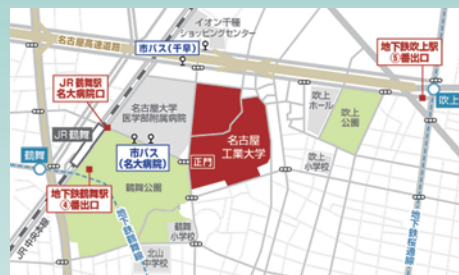 イオン千種
ショッピングセンター
名古屋高速道路
市バス(千早)
地下鉄吹上駅
⑤番出口
吹上
JR鶴舞駅
名大病院口
名古屋大学
医学部附属病院
吹上
ホール
吹上
公園
JR鶴舞
名古屋
工業大学
市バス
(名大病院)
正門
吹上
小学校
鶴舞
鶴舞公園
地下鉄鶴舞駅
④番出口
地下鉄鶴舞線
鶴舞
小学校
北山
中学校
JR中央本線
地下鉄桜通線